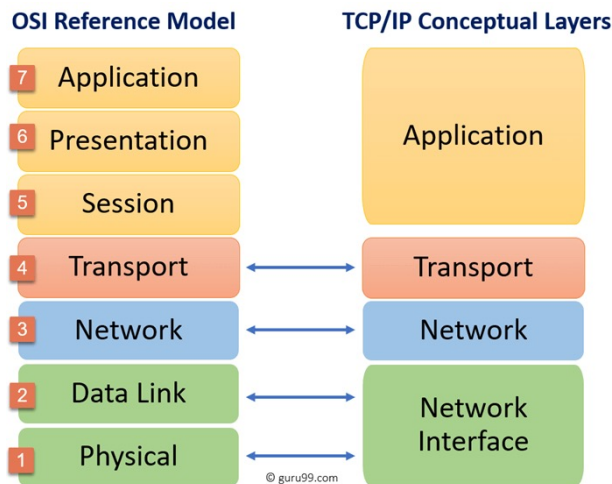 OSI Reference Model
TCP/IP Conceptual Layers
7 Application
6 Presentation
5 Session
4 Transport
3 Network
2 Data Link
1 Physical
Application
Transport
Network
Network
Interface
© guru99.com